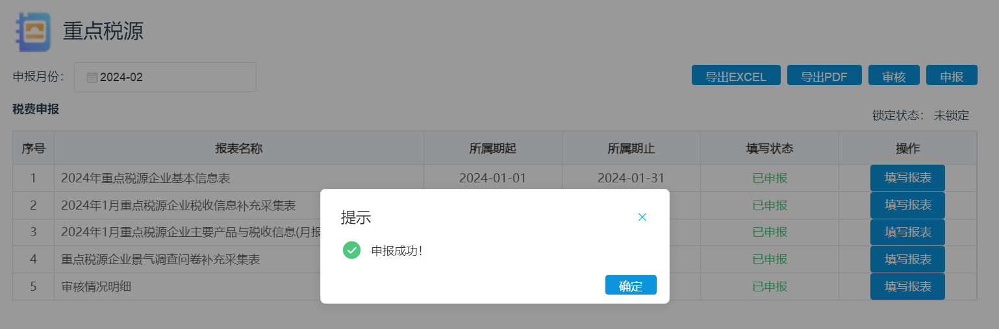 重点税源
申报月份： 2024-02 导出EXCEL 导出PDF 审核 申报
税费申报
锁定状态： 未锁定
序号 报表名称 所属期起 所属期止 填写状态 操作
1 2024年重点税源企业基本信息表 2024-01-01 2024-01-31 已申报 填写报表
2 2024年1月重点税源企业税收信息补充采集表 已申报 填写报表
提示
3 2024年1月重点税源企业主要产品与税收信息(月报 已申报 填写报表
申报成功！
4 重点税源企业景气调查问卷补充采集表 已申报 填写报表
5 审核情况明细 已申报 填写报表
确定